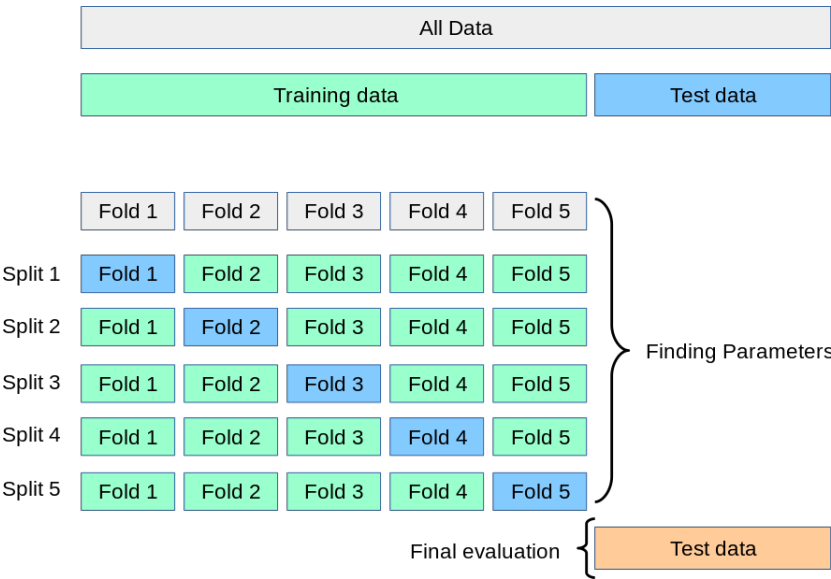 All Data
Training data Test data
Fold 1 Fold 2 Fold 3 Fold 4 Fold 5
Split 1 Fold 1 Fold 2 Fold 3 Fold 4 Fold 5
Split 2 Fold 1 Fold 2 Fold 3 Fold 4 Fold 5
Finding Parameters
Split 3 Fold 1 Fold 2 Fold 3 Fold 4 Fold 5
Split 4 Fold 1 Fold 2 Fold 3 Fold 4 Fold 5
Split 5 Fold 1 Fold 2 Fold 3 Fold 4 Fold 5
Final evaluation Test data